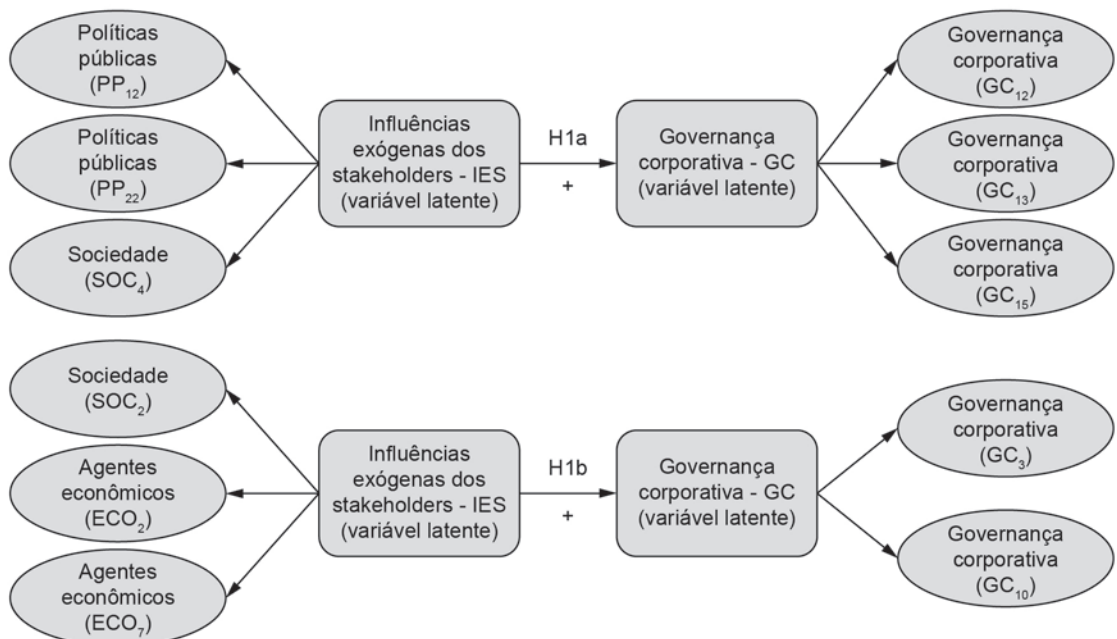 Políticas
públicas
(PP₁₂)
Políticas
públicas
(PP₂₂)
Sociedade
(SOC₄)
Influências
exógenas dos
stakeholders - IES
(variável latente)
H1a
+
Governança
corporativa - GC
(variável latente)
Governança
corporativa
(GC₁₂)
Governança
corporativa
(GC₁₃)
Governança
corporativa
(GC₁₅)
Sociedade
(SOC₂)
Agentes
econômicos
(ECO₂)
Agentes
econômicos
(ECO₇)
Influências
exógenas dos
stakeholders - IES
(variável latente)
H1b
+
Governança
corporativa - GC
(variável latente)
Governança
corporativa
(GC₃)
Governança
corporativa
(GC₁₀)